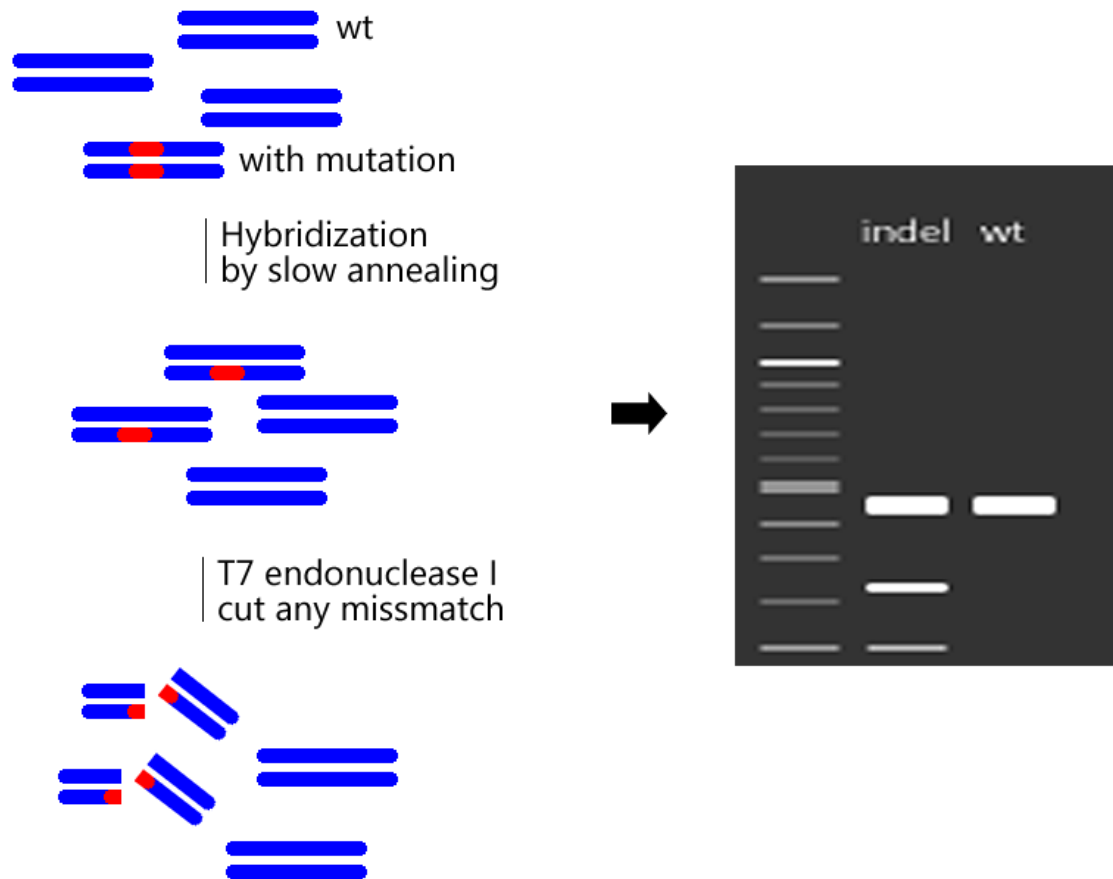 wt
with mutation
Hybridization
by slow annealing
T7 endonuclease I
cut any missmatch
indel wt